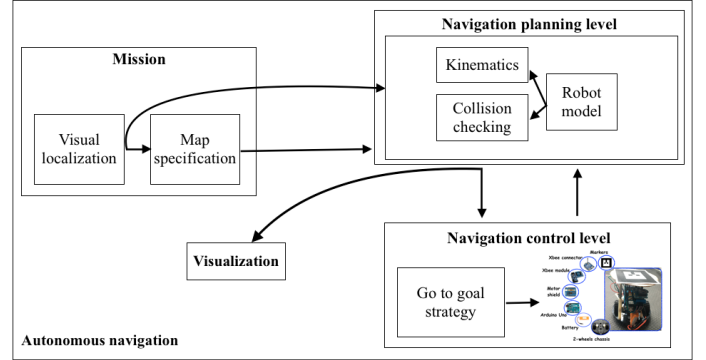 Navigation planning level
Mission
Kinematics
Robot
model
Collision
checking
Visual
localization
Map
specification
Visualization
Navigation control level
Markers
Xbee connector
Xbee module
Motor
shield
Arduino Uno
Battery
2-wheels chassis
Go to goal
strategy
Autonomous navigation